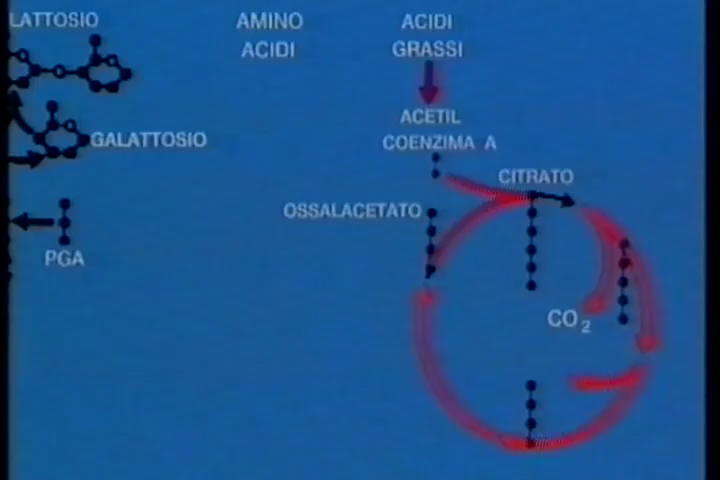 LATTOSIO
AMINO
ACIDI
ACIDI
GRASSI
ACETIL
COENZIMA A
GALATTOSIO
CITRATO
OSSALACETATO
PGA
CO2